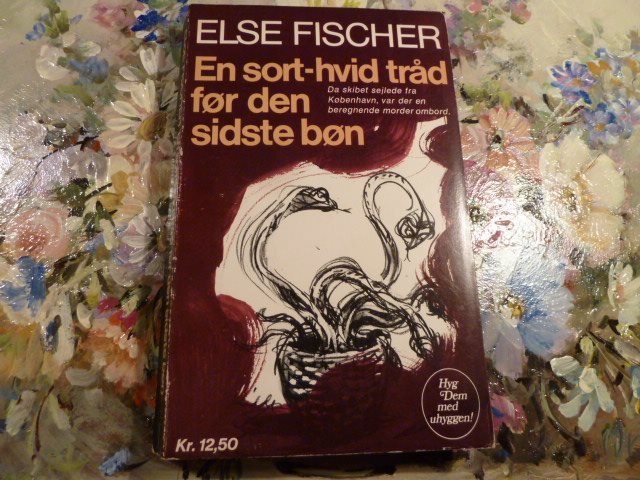 ELSE FISCHER
En sort-hvid tråd
før den
sidste bøn
Da skibet sejlede fra
København, var der en
beregnende morder ombord.
Hyg
Dem
med
uhyggen!
Kr. 12,50